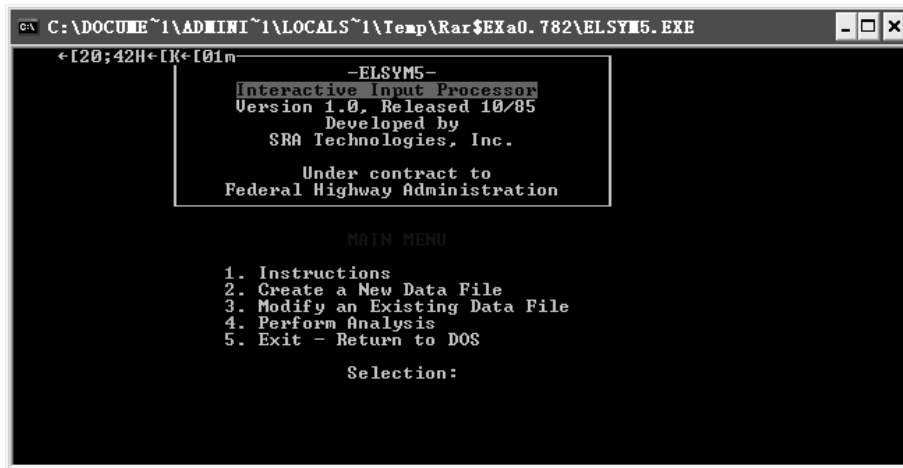 C:\DOCUME~1\ADMINI~1\LOCALS~1\Temp\Rar$EXa0.782\ELSYM5.EXE
←[20;42H←[K←[01m
-ELSYM5-
Interactive Input Processor
Version 1.0, Released 10/85
Developed by
SRA Technologies, Inc.
Under contract to
Federal Highway Administration
MAIN MENU
1. Instructions
2. Create a New Data File
3. Modify an Existing Data File
4. Perform Analysis
5. Exit - Return to DOS
Selection: